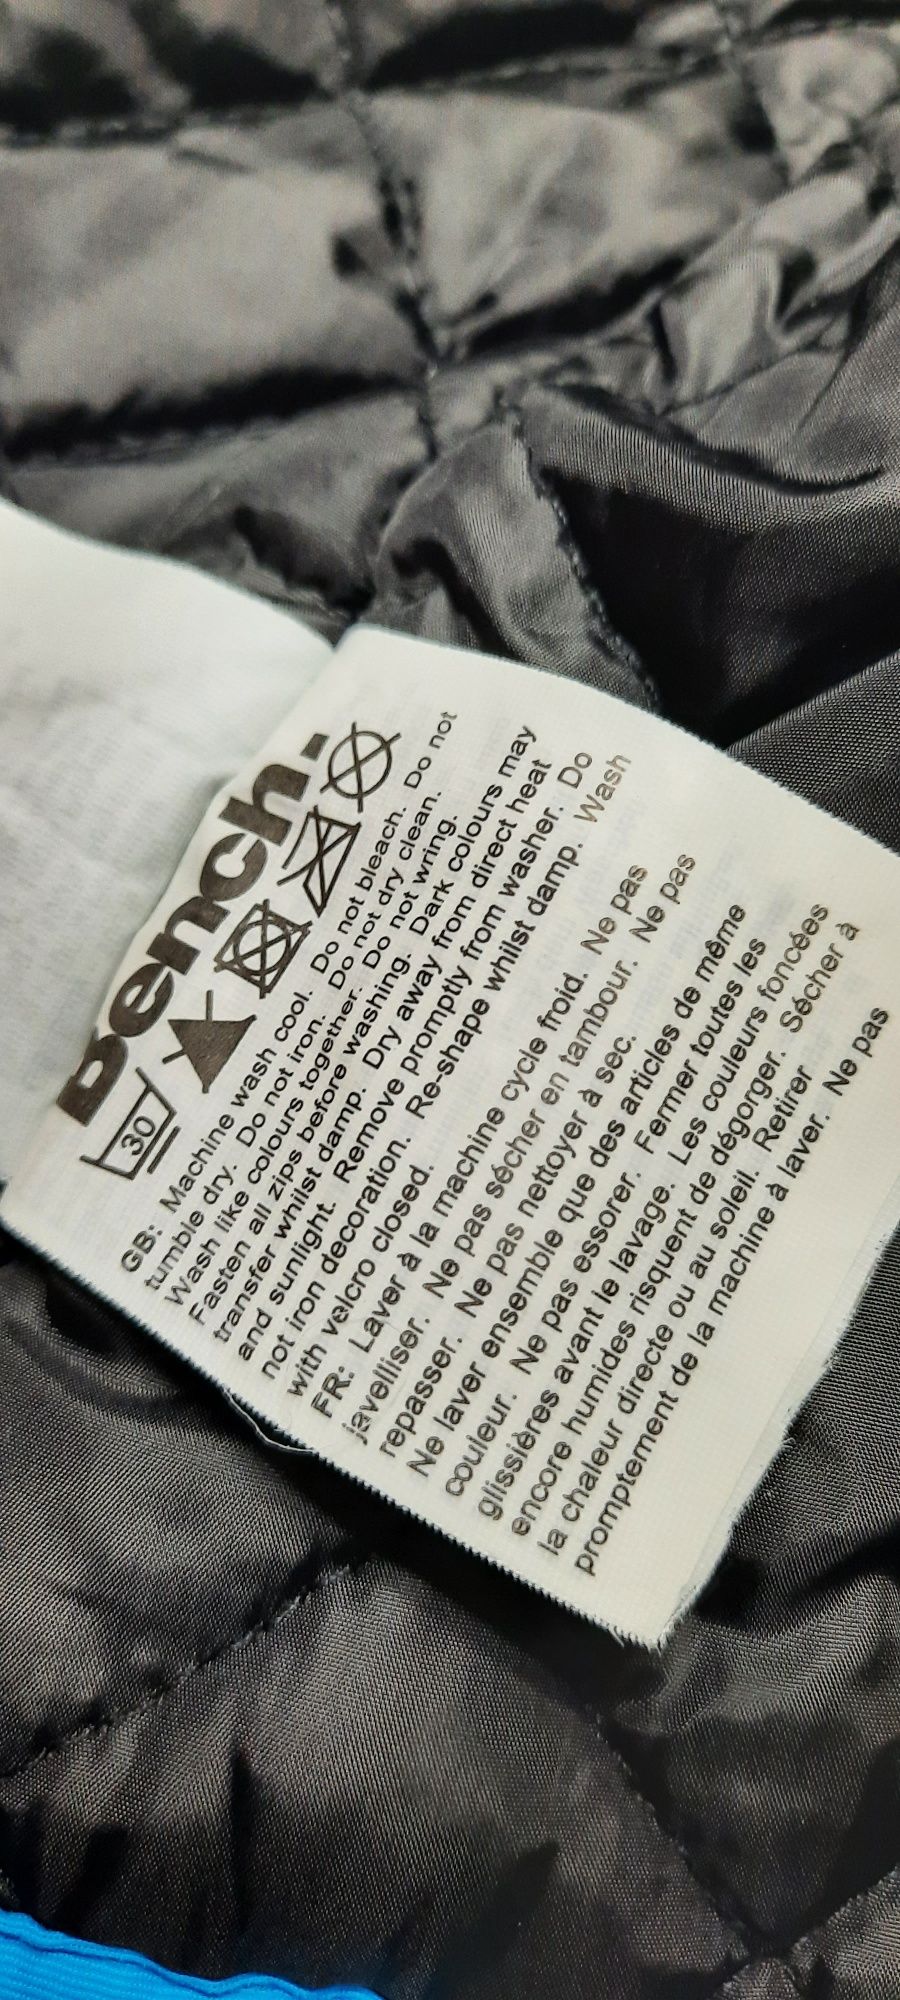 Bench.
30
GB: Machine wash cool. Do not bleach. Do not
tumble dry. Do not iron. Do not dry clean.
Wash like colours together. Do not wring.
Fasten all zips before washing. Dark colours may
transfer whilst damp. Dry away from direct heat
and sunlight. Remove promptly from washer. Do
not iron decoration. Re-shape whilst damp. Wash
with velcro closed.
FR: Laver à la machine cycle froid. Ne pas
javelliser. Ne pas sécher en tambour. Ne pas
repasser. Ne pas nettoyer à sec.
Ne laver ensemble que des articles de même
couleur. Ne pas essorer. Fermer toutes les
glissières avant le lavage. Les couleurs foncées
encore humides risquent de dégorger. Sécher à
la chaleur directe ou au soleil. Retirer
promptement de la machine à laver. Ne pas